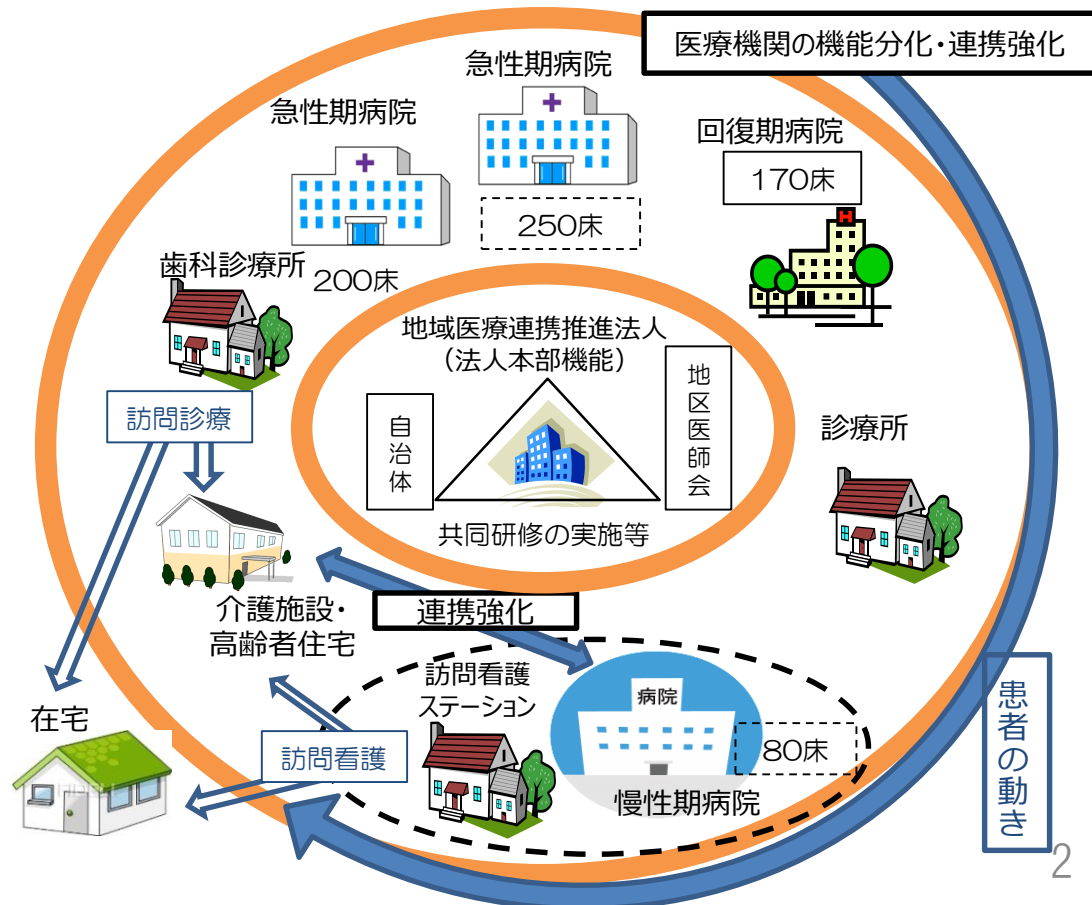 医療機関の機能分化・連携強化
急性期病院
急性期病院
回復期病院
170床
250床
200床
歯科診療所
地域医療連携推進法人
（法人本部機能）
訪問診療
自治体
地区医師会
診療所
共同研修の実施等
連携強化
介護施設・
高齢者住宅
訪問看護
ステーション
病院
80床
慢性期病院
在宅
訪問看護
患者の動き
2